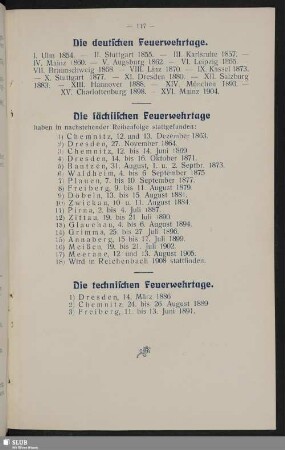 — 117 —
Die deutschen Feuerwehrtage.
I. Ulm 1854. — II. Stuttgart 1855. — III. Karlsruhe 1857. —
IV. Mainz 1860. — V. Augsburg 1862. — VI. Leipzig 1865.
VII. Braunschweig 1868. — VIII. Linz 1870. — IX. Kassel 1873.
— X. Stuttgart 1877. — XI. Dresden 1880. — XII. Salzburg
1883. — XIII. Hannover 1888. — XIV. München 1893. —
XV. Charlottenburg 1898. — XVI. Mainz 1904.
Die sächsischen Feuerwehrtage
haben in nachstehender Reihenfolge stattgefunden:
1) Chemnitz, 12. und 13. Dezember 1863.
2) Dresden, 27. November 1864.
3) Chemnitz, 12. bis 14. Juni 1869
4) Dresden, 14. bis 16. Oktober 1871.
5) Bautzen, 31. August, 1. u. 2. Septbr. 1873.
6) Waldheim, 4. bis 6. September 1875
7) Plauen, 7. bis 10. September 1877.
8) Freiberg, 9. bis 11. August 1879.
9) Döbeln, 13. bis 15. August 1881.
10) Zwickau, 10. u. 11. August 1884
11) Pirna, 2. bis 4. Juli 1887.
12) Zittau, 19. bis 21. Juli 1890
13) Glauchau, 4. bis 6. August 1894.
14) Grimma, 25. bis 27. Juli 1896.
15) Annaberg, 15. bis 17. Juli 1899.
16) Meißen, 19. bis 21. Juli 1902.
17) Meerane, 12. und 13. August 1905.
18) Wird in Reichenbach 1908 stattfinden.
Die technischen Feuerwehrtage.
1) Dresden, 14. März 1886
2) Chemnitz, 24. bis 26. August 1889
3) Freiberg, 11. bis 13. Juni 1891.
SLUB